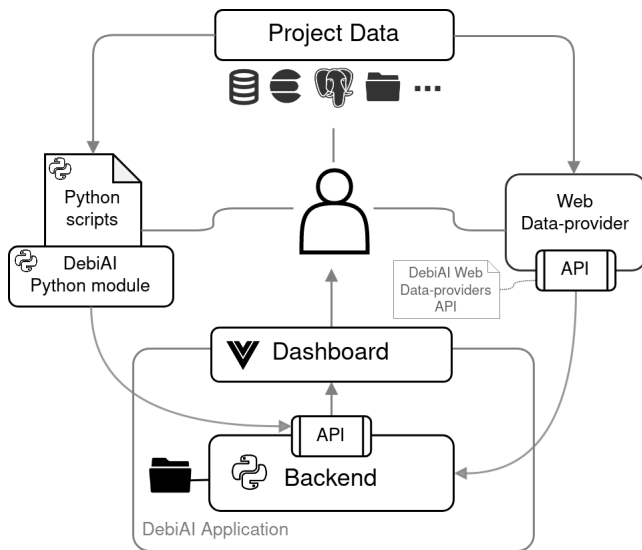 Project Data
Python
scripts
DebiAI
Python module
Web
Data-provider
API
DebiAI Web
Data-providers
API
Dashboard
API
Backend
DebiAI Application